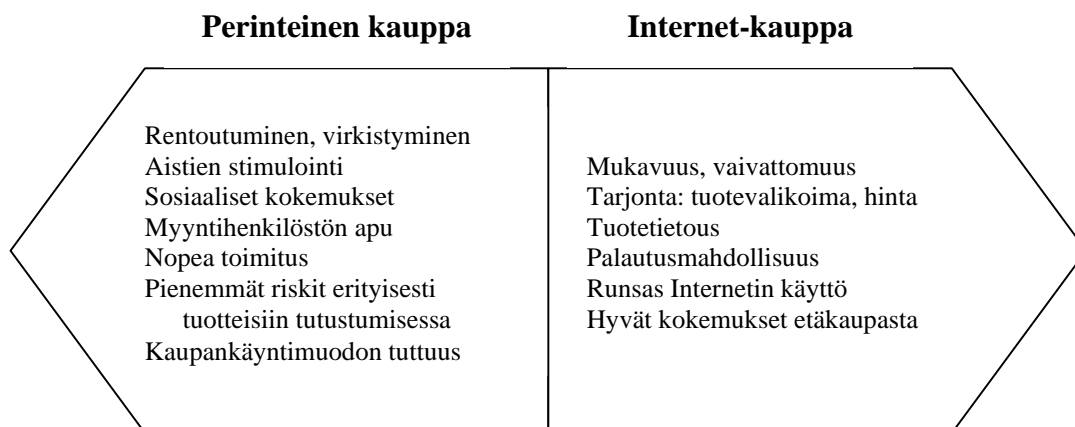 Perinteinen kauppa
Internet-kauppa
Rentoutuminen, virkistyminen
Aistien stimulointi
Sosiaaliset kokemukset
Myyntihenkilöstön apu
Nopea toimitus
Pienemmät riskit erityisesti
tuotteisiin tutustumisessa
Kaupankäyntimuodon tuttuus
Mukavuus, vaivattomuus
Tarjonta: tuotevalikoima, hinta
Tuotetietous
Palautusmahdollisuus
Runsas Internetin käyttö
Hyvät kokemukset etäkaupasta